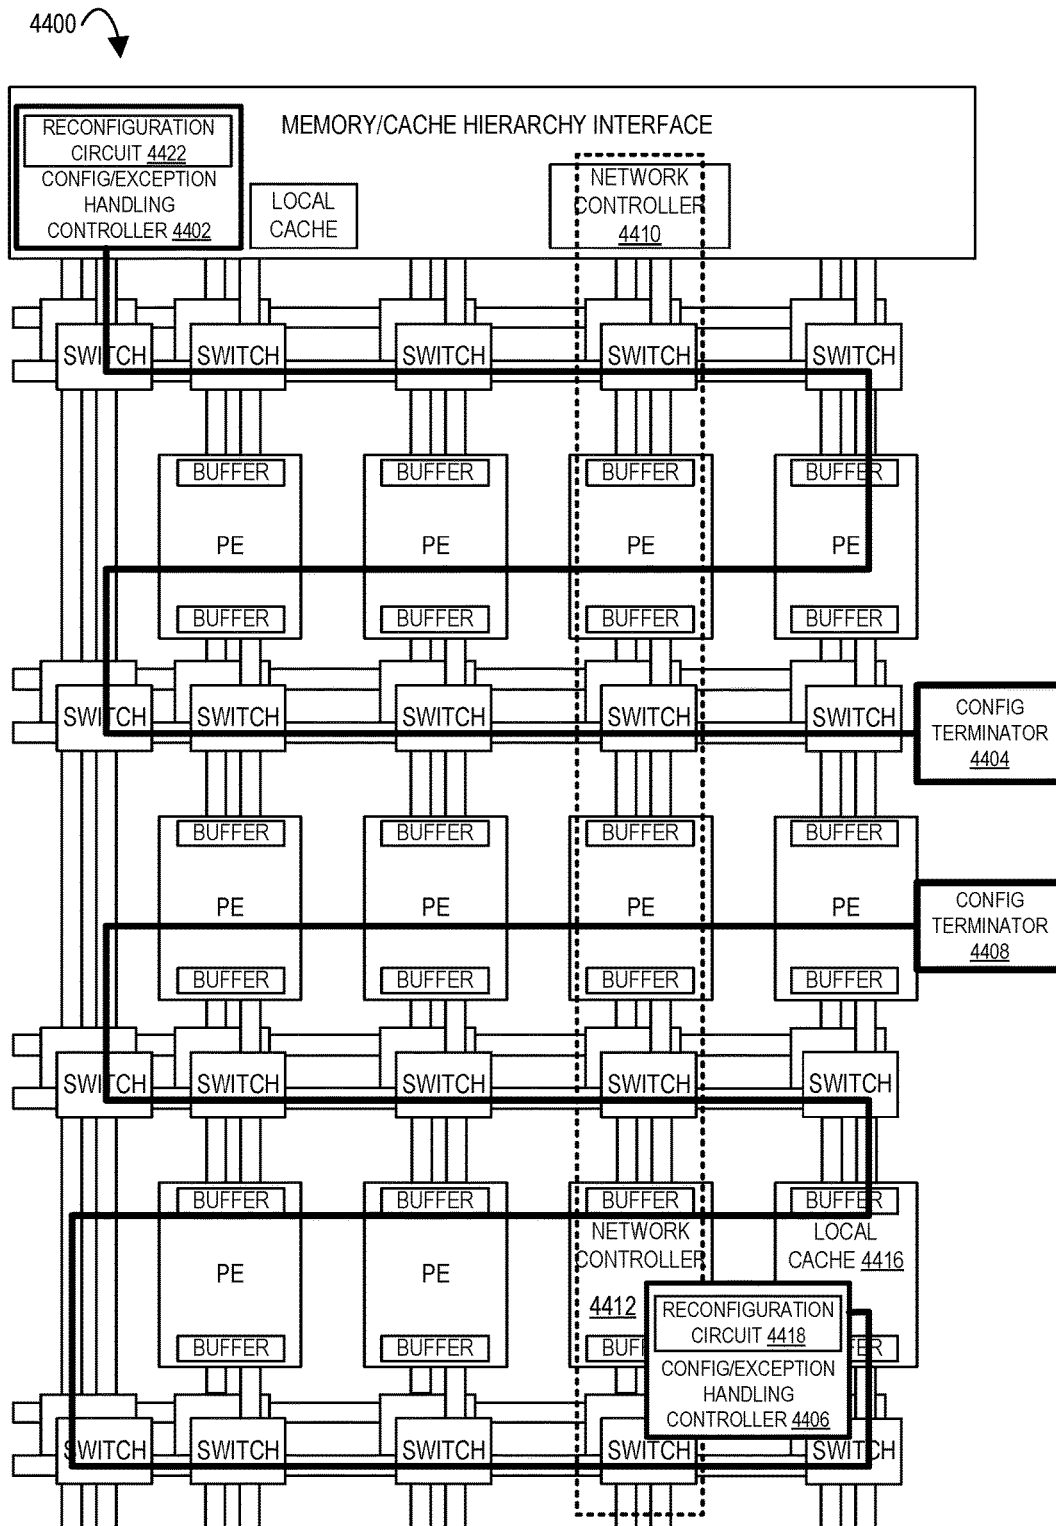 4400
MEMORY/CACHE HIERARCHY INTERFACE
RECONFIGURATION
CIRCUIT 4422
CONFIG/EXCEPTION
HANDLING
CONTROLLER 4402
LOCAL
CACHE
NETWORK
CONTROLLER
4410
SWITCH SWITCH SWITCH SWITCH SWITCH
BUFFER BUFFER BUFFER BUFFER
PE PE PE PE
BUFFER BUFFER BUFFER BUFFER
SWITCH SWITCH SWITCH SWITCH SWITCH
CONFIG
TERMINATOR
4404
BUFFER BUFFER BUFFER BUFFER
PE PE PE PE
CONFIG
TERMINATOR
4408
BUFFER BUFFER BUFFER BUFFER
SWITCH SWITCH SWITCH SWITCH SWITCH
BUFFER BUFFER BUFFER BUFFER
PE PE
NETWORK
CONTROLLER
4412
LOCAL
CACHE 4416
RECONFIGURATION
CIRCUIT 4418
CONFIG/EXCEPTION
HANDLING
CONTROLLER 4406
BUFFER BUFFER BUF FER
SWITCH SWITCH SWITCH SWITCH SWITCH